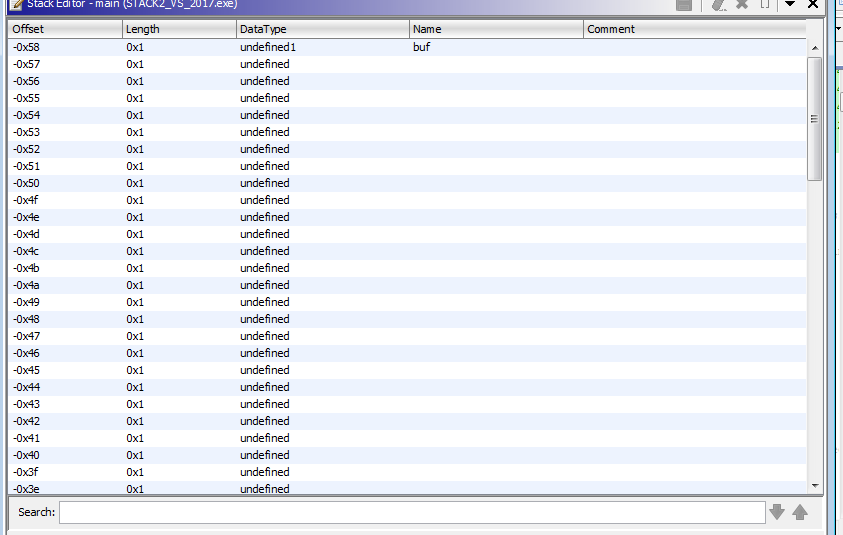 Stack Editor - main (STACK2_VS_2017.exe)
Offset Length DataType Name Comment
-0x58 0x1 undefined1 buf
-0x57 0x1 undefined
-0x56 0x1 undefined
-0x55 0x1 undefined
-0x54 0x1 undefined
-0x53 0x1 undefined
-0x52 0x1 undefined
-0x51 0x1 undefined
-0x50 0x1 undefined
-0x4f 0x1 undefined
-0x4e 0x1 undefined
-0x4d 0x1 undefined
-0x4c 0x1 undefined
-0x4b 0x1 undefined
-0x4a 0x1 undefined
-0x49 0x1 undefined
-0x48 0x1 undefined
-0x47 0x1 undefined
-0x46 0x1 undefined
-0x45 0x1 undefined
-0x44 0x1 undefined
-0x43 0x1 undefined
-0x42 0x1 undefined
-0x41 0x1 undefined
-0x40 0x1 undefined
-0x3f 0x1 undefined
-0x3e 0x1 undefined
Search: